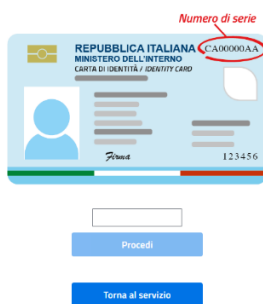 Numero di serie
REPUBBLICA ITALIANA CA00000AA
MINISTERO DELL'INTERNO
CARTA DI IDENTITÀ / IDENTITY CARD
Firma 123456
Procedi
Torna al servizio